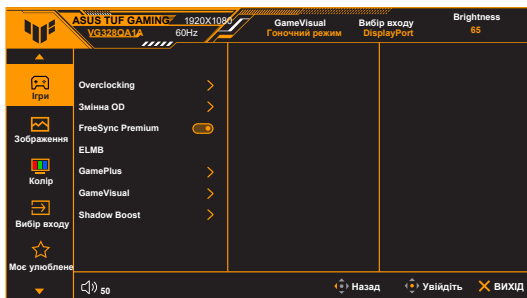 ASUS TUF GAMING 1920X1080 GameVisual Вибір входу Brightness
VG328QA1A 60Hz Гоночний режим DisplayPort 65
Ігри
Зображення
Колір
Вибір входу
Моє улюблене
Overclocking
Змінна OD
FreeSync Premium
ELMB
GamePlus
GameVisual
Shadow Boost
50
Назад
Увійдіть
ВИХІД